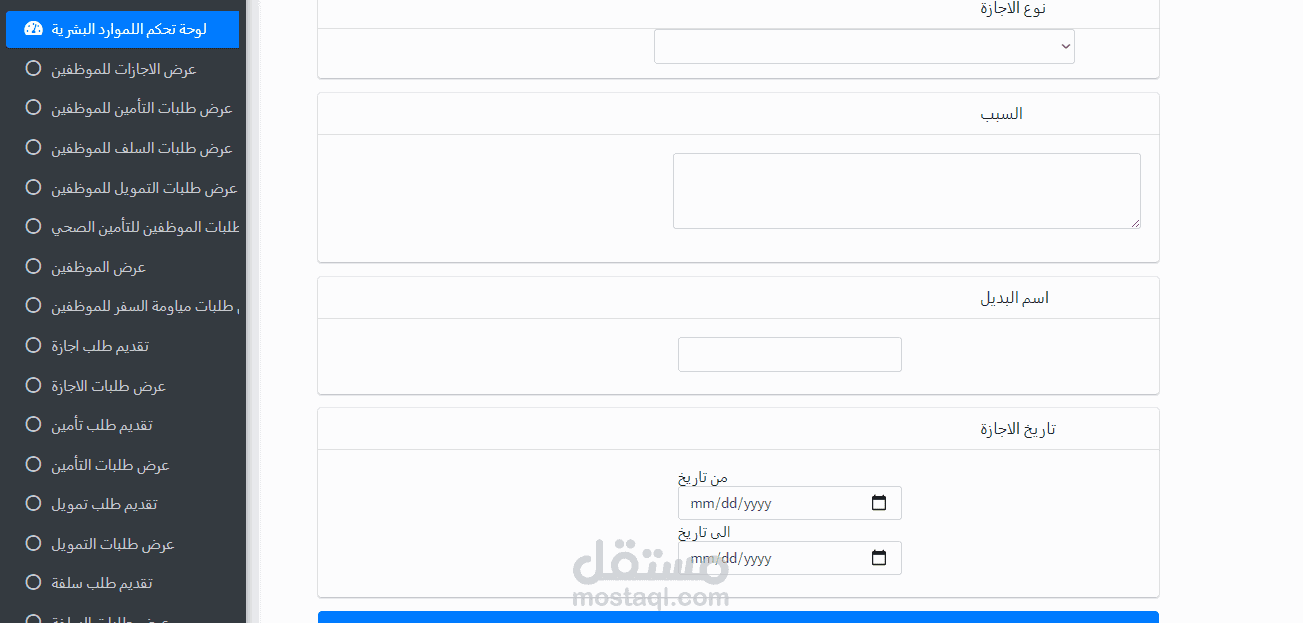 لوحة تحكم اللموارد البشرية
عرض الاجازات للموظفين
عرض طلبات التأمين للموظفين
عرض طلبات السلف للموظفين
عرض طلبات التمويل للموظفين
طلبات الموظفين للتأمين الصحي
عرض الموظفين
طلبات مياومة السفر للموظفين
تقديم طلب اجازة
عرض طلبات الاجازة
تقديم طلب تأمين
عرض طلبات التأمين
تقديم طلب تمويل
عرض طلبات التمويل
تقديم طلب سلفة
نوع الاجازة
السبب
اسم البديل
تاريخ الاجازة
من تاريخ
mm/dd/yyyy
الى تاريخ
mm/dd/yyyy
مستقل
mostaql.com